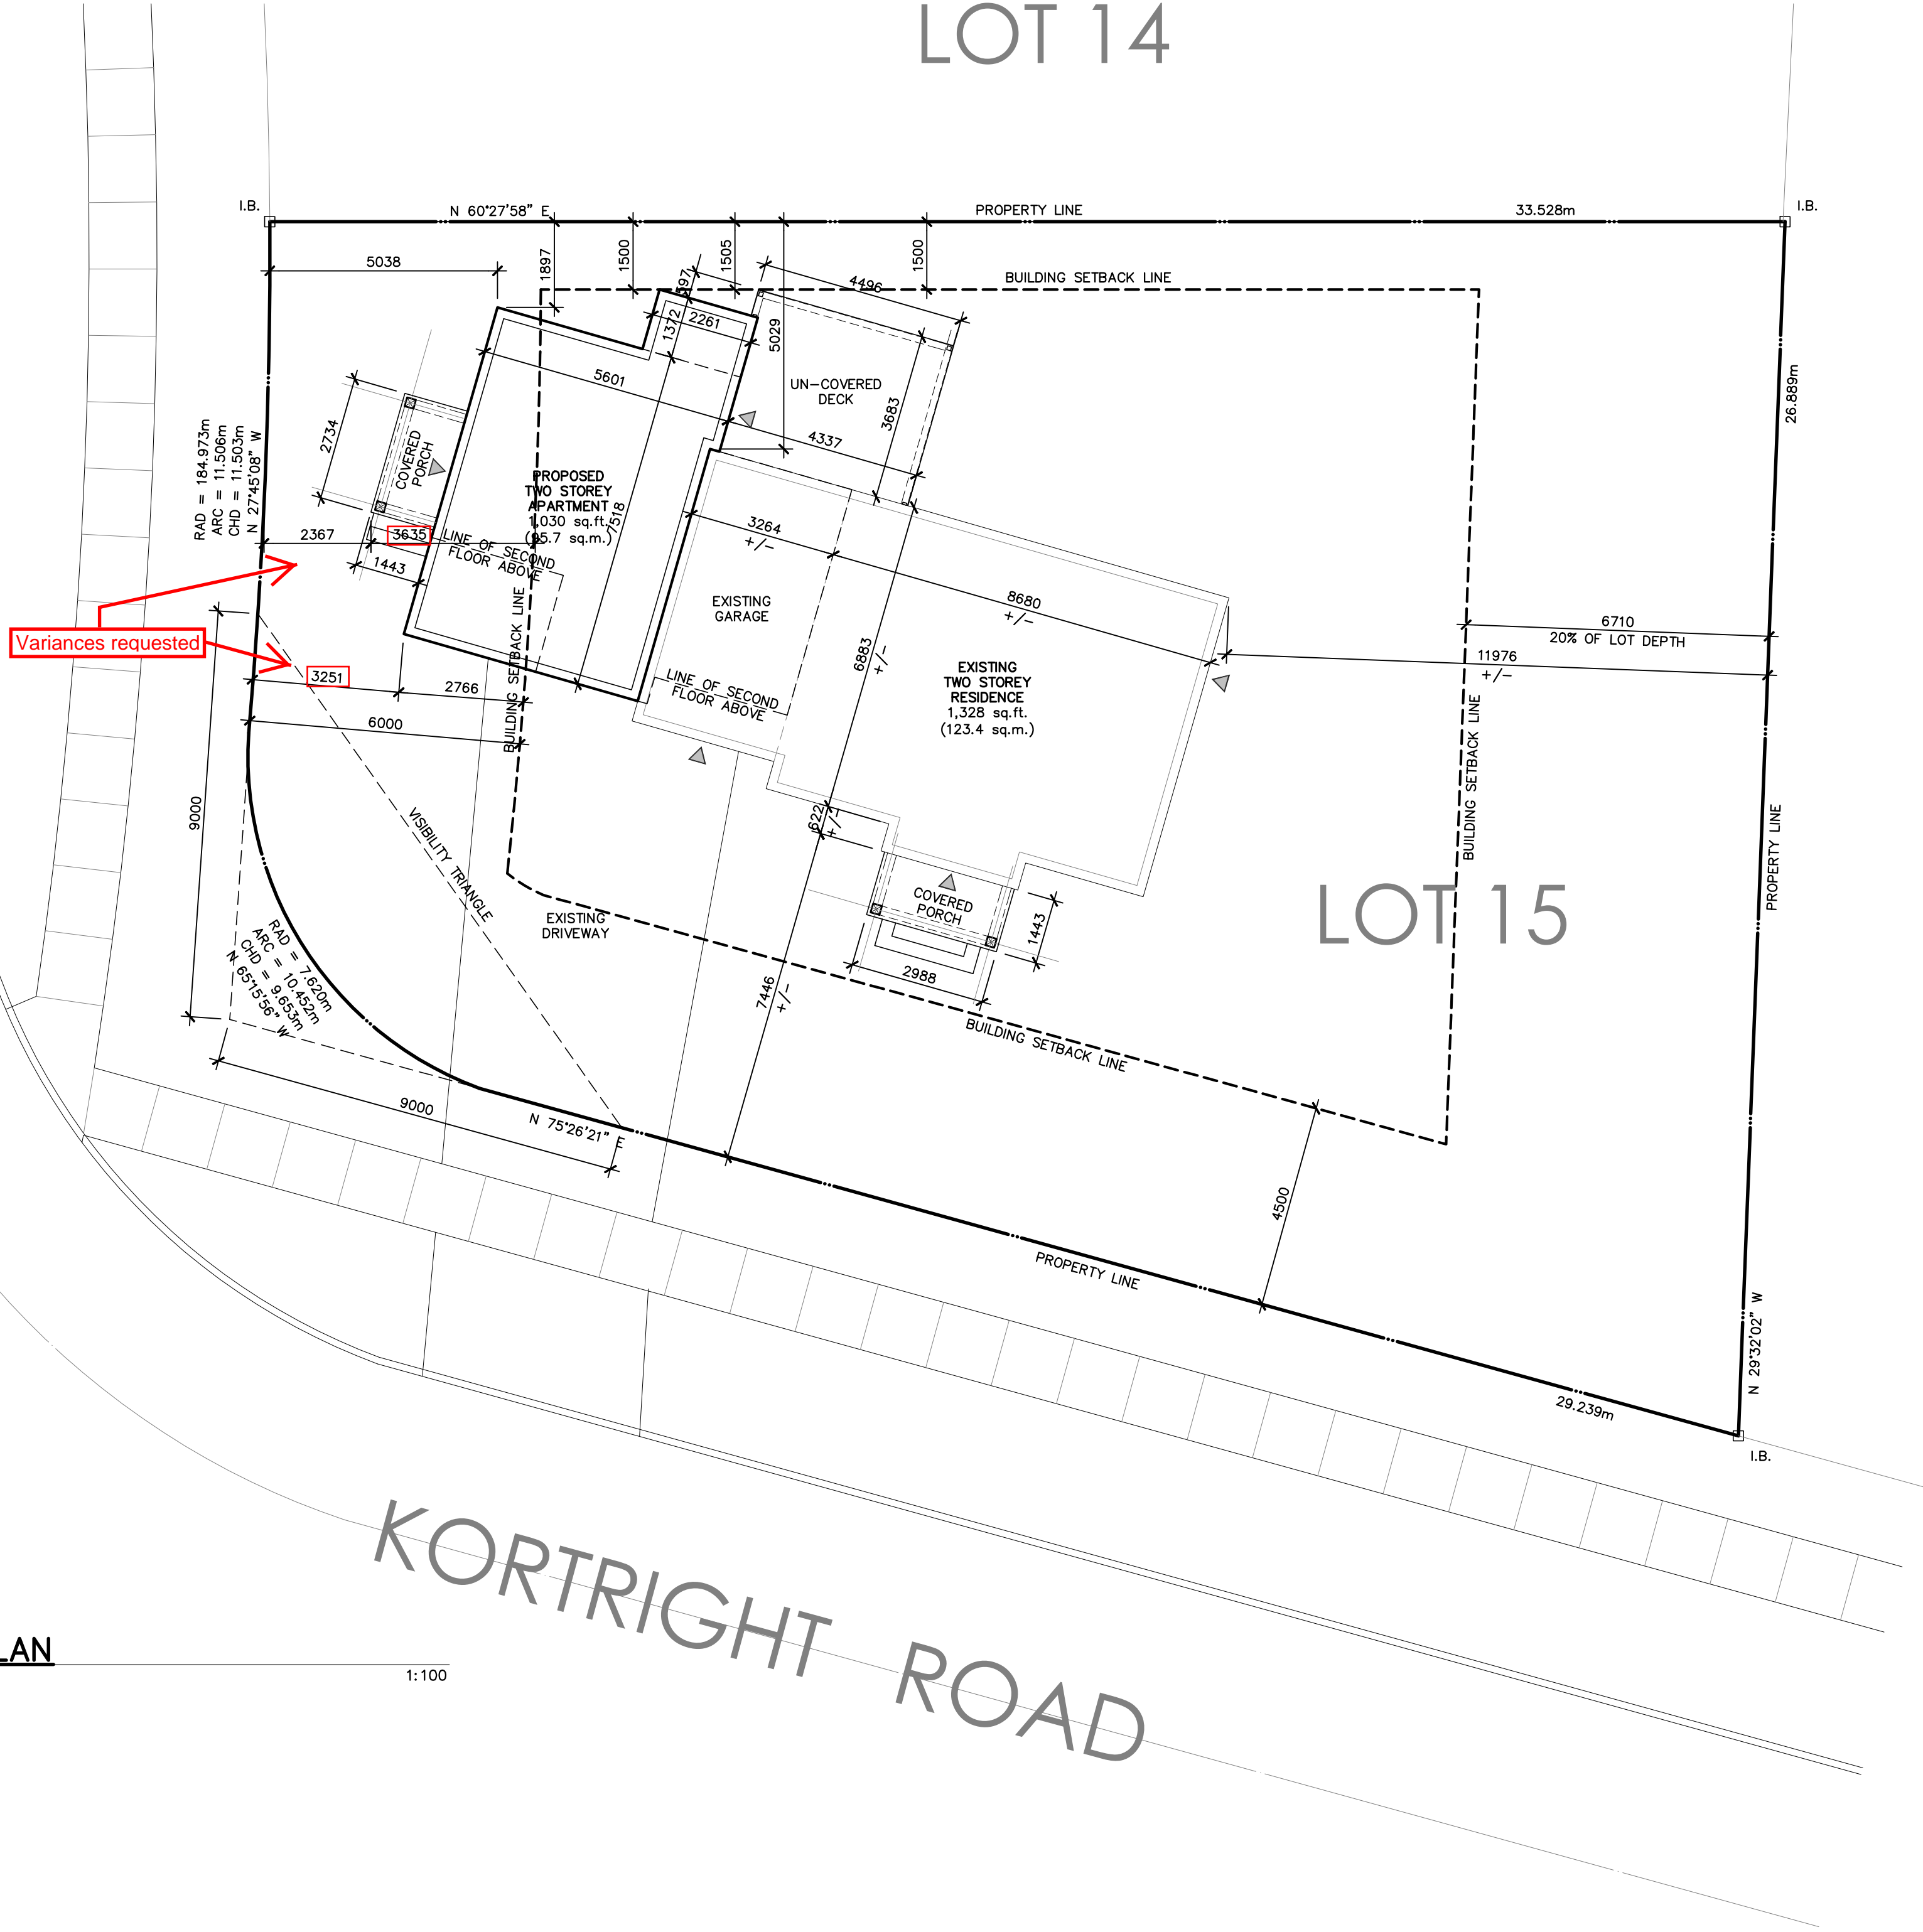 LOT 14
I.B.
N 60°27'58" E
PROPERTY LINE
33.528m
I.B.
5038
1897
1500
1505
1500
BUILDING SETBACK LINE
597
4496
1372
2261
5029
5601
UN-COVERED
DECK
3683
4337
26.889m
2734
COVERED
PORCH
RAD = 184.973m
ARC = 11.506m
CHD = 11.503m
N 27°45'08" W
PROPOSED
TWO STOREY
APARTMENT
1,030 sq.ft.
(95.7 sq.m.)
7518
2367
3635
LINE OF SECOND
FLOOR ABOVE
1443
3264
+/-
8680
+/-
EXISTING
GARAGE
6883
+/-
6710
20% OF LOT DEPTH
11976
+/-
Variances requested
3251
2766
6000
BUILDING SETBACK LINE
LINE OF SECOND
FLOOR ABOVE
EXISTING
TWO STOREY
RESIDENCE
1,328 sq.ft.
(123.4 sq.m.)
BUILDING SETBACK LINE
PROPERTY LINE
9000
VISIBILITY TRIANGLE
622
+/-
COVERED
PORCH
1443
2988
LOT 15
EXISTING
DRIVEWAY
RAD = 7.620m
ARC = 10.452m
CHD = 9.653m
N 65°15'56" W
7446
+/-
BUILDING SETBACK LINE
9000
N 75°26'21" E
4500
PROPERTY LINE
N 29°32'02" W
29.239m
I.B.
KORTRIGHT ROAD
LAN
1:100